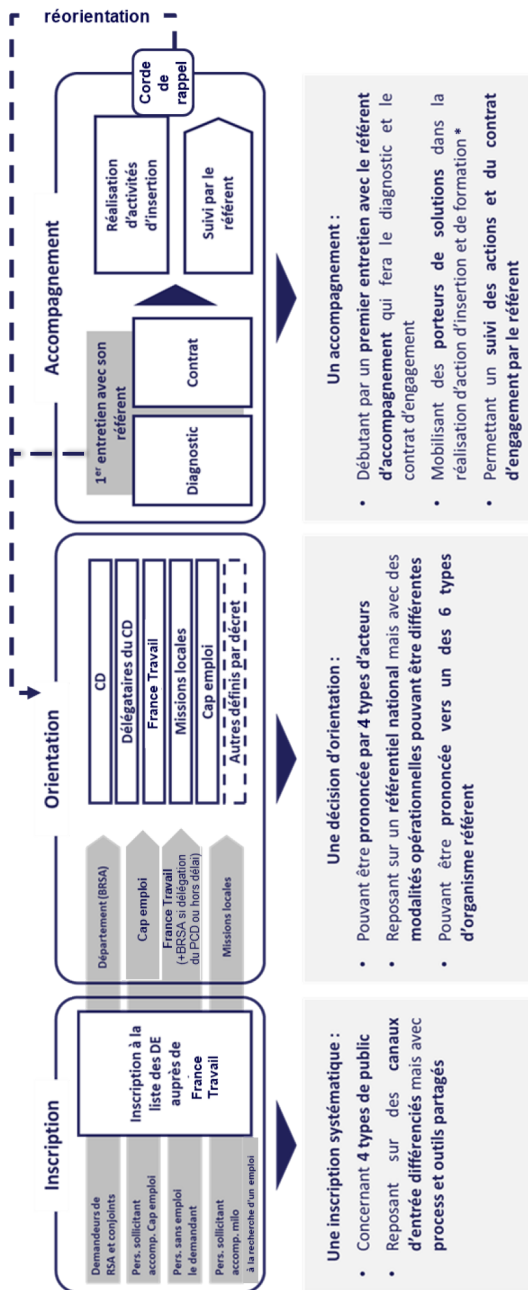 réorientation
Inscription
Demandeurs de
RSA et conjoints
Pers. sollicitant
accomp. Cap emploi
Pers. sans emploi
le demandant
Pers. sollicitant
accomp. milo
à la recherche d'un emploi
Inscription à la
liste des DE
auprès de
France
Travail
Orientation
Département (BRSA)
Cap emploi
France Travail
(+BRSA si délégation
du PCD ou hors délai)
Missions locales
CD
Délégataires du CD
France Travail
Missions locales
Cap emploi
Autres définis par décret
Accompagnement
1er entretien avec son
référent
Diagnostic
Contrat
Réalisation
d'activités
d'insertion
Suivi par le
référent
Corde
de
rappel
Une inscription systématique :
• Concernant 4 types de public
• Reposant sur des canaux
d'entrée différenciés mais avec
process et outils partagés
Une décision d'orientation :
• Pouvant être prononcée par 4 types d'acteurs
• Reposant sur un référentiel national mais avec des
modalités opérationnelles pouvant être différentes
• Pouvant être prononcée vers un des 6 types
d'organisme référent
Un accompagnement :
• Débutant par un premier entretien avec le référent
d'accompagnement qui fera le diagnostic et le
contrat d'engagement
• Mobilisant des porteurs de solutions dans la
réalisation d'action d'insertion et de formation *
• Permettant un suivi des actions et du contrat
d'engagement par le référent